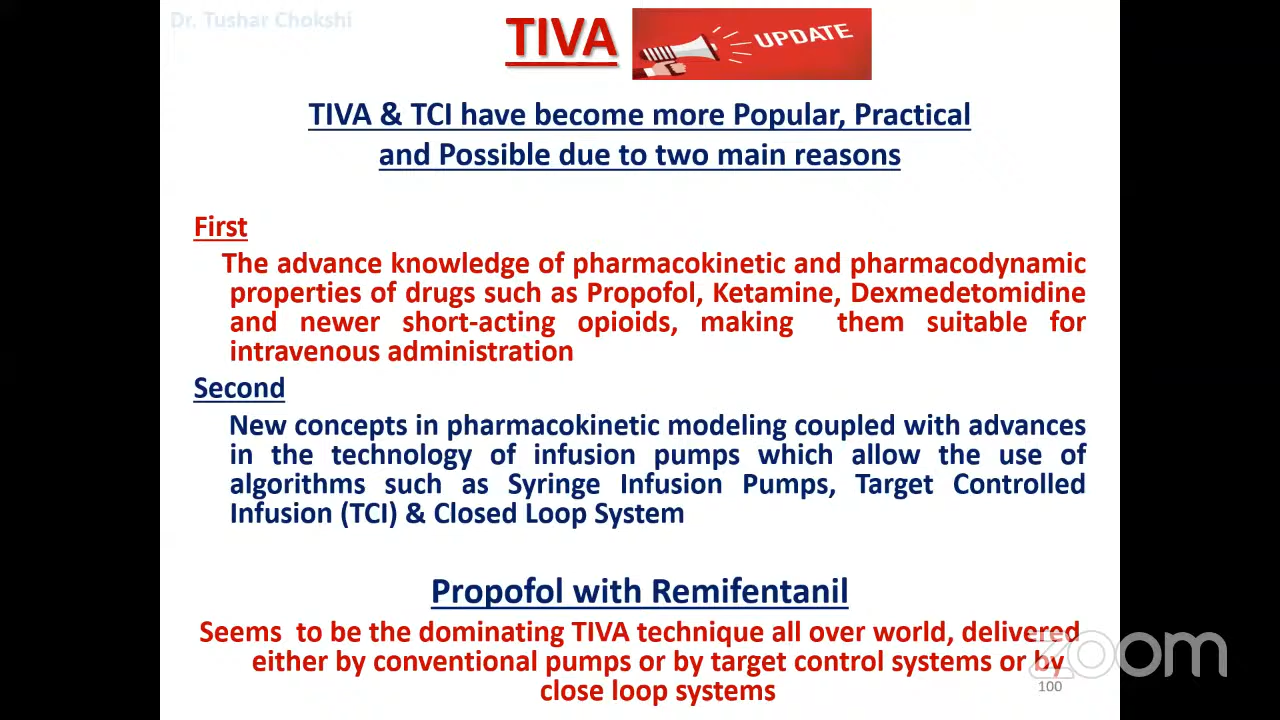 Dr. Tushar Chokshi
TIVA
UPDATE
TIVA & TCI have become more Popular, Practical
and Possible due to two main reasons
First
The advance knowledge of pharmacokinetic and pharmacodynamic
properties of drugs such as Propofol, Ketamine, Dexmedetomidine
and newer short-acting opioids, making them suitable for
intravenous administration
Second
New concepts in pharmacokinetic modeling coupled with advances
in the technology of infusion pumps which allow the use of
algorithms such as Syringe Infusion Pumps, Target Controlled
Infusion (TCI) & Closed Loop System
Propofol with Remifentanil
Seems to be the dominating TIVA technique all over world, delivered
either by conventional pumps or by target control systems or by
close loop systems
zoom
100